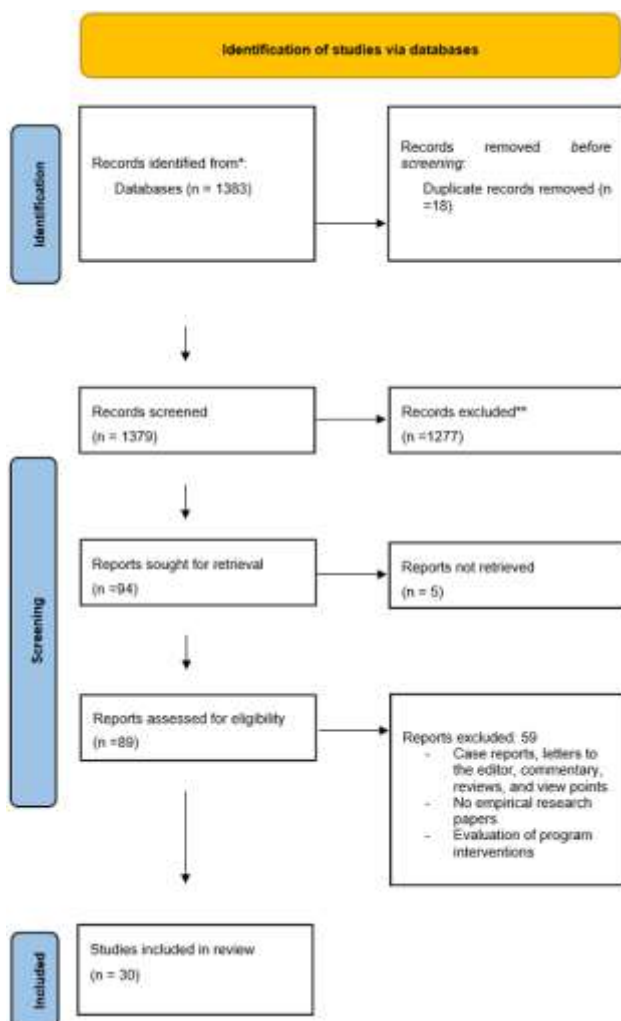 Identification of studies via databases
Identification
Records identified from*:
Databases (n = 1383)
Records removed before
screening:
Duplicate records removed (n
=18)
Screening
Records screened
(n = 1379)
Records excluded**
(n =1277)
Reports sought for retrieval
(n =94)
Reports not retrieved
(n = 5)
Reports assessed for eligibility
(n =89)
Reports excluded: 59
- Case reports, letters to
the editor, commentary,
reviews, and view points
- No empirical research
papers
- Evaluation of program
interventions
Included
Studies included in review
(n = 30)